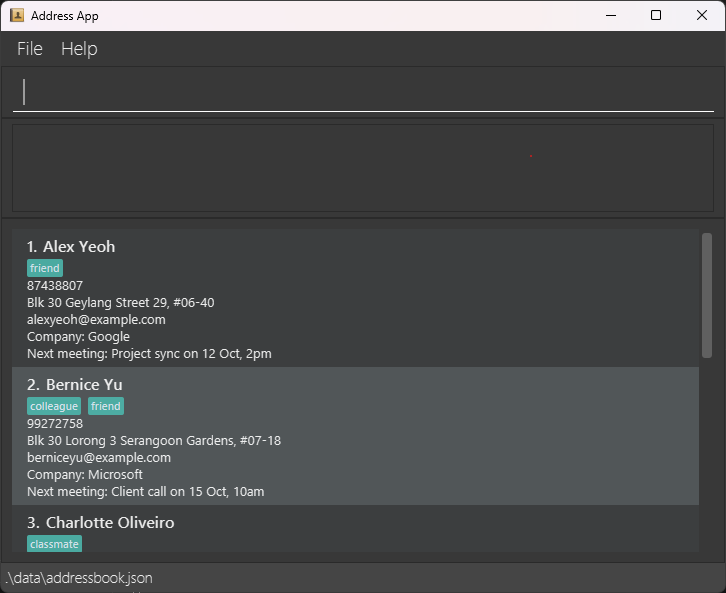 Address App
File Help
1. Alex Yeoh
friend
87438807
Blk 30 Geylang Street 29, #06-40
alexyeoh@example.com
Company: Google
Next meeting: Project sync on 12 Oct, 2pm
2. Bernice Yu
colleague friend
99272758
Blk 30 Lorong 3 Serangoon Gardens, #07-18
berniceyu@example.com
Company: Microsoft
Next meeting: Client call on 15 Oct, 10am
3. Charlotte Oliveiro
classmate
.\data\addressbook.json